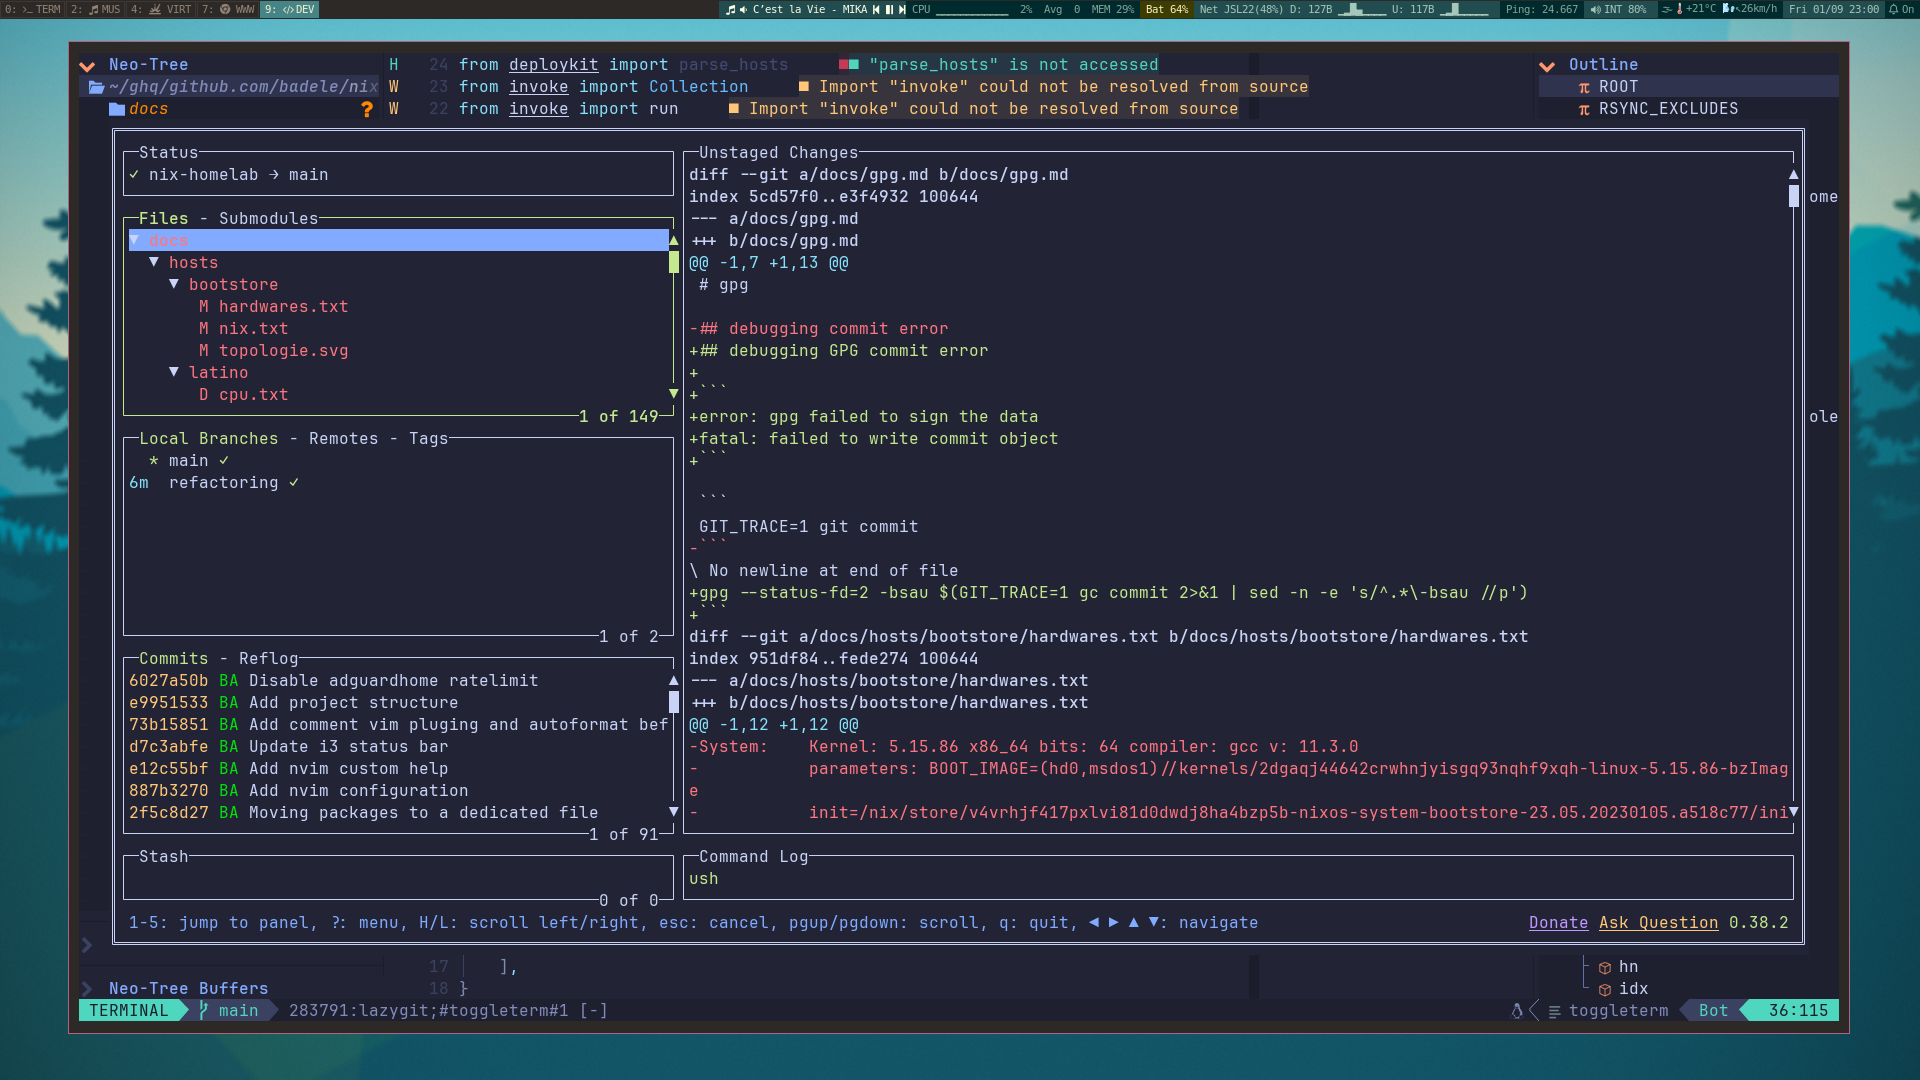 0: >_ TERM 2: MUS 4: VIRT 7: WWW 9: </>DEV
C'est la Vie - MIKA CPU 2% Avg 0 MEM 29% Bat 64% Net JSL22(48%) D: 127B U: 117B Ping: 24.667 INT 80% +21°C 26km/h Fri 01/09 23:00 On
Neo-Tree
~/ghq/github.com/badele/nix
docs ?
H 24 from deploykit import parse_hosts "parse_hosts" is not accessed
W 23 from invoke import Collection Import "invoke" could not be resolved from source
W 22 from invoke import run Import "invoke" could not be resolved from source
Outline
π ROOT
π RSYNC_EXCLUDES
ome
ole
Status
✓ nix-homelab → main
Files - Submodules
▼ docs
▼ hosts
▼ bootstore
M hardwares.txt
M nix.txt
M topologie.svg
▼ latino
D cpu.txt
1 of 149
Local Branches - Remotes - Tags
* main ✓
6m refactoring ✓
1 of 2
Commits - Reflog
6027a50b BA Disable adguardhome ratelimit
e9951533 BA Add project structure
73b15851 BA Add comment vim pluging and autoformat bef
d7c3abfe BA Update i3 status bar
e12c55bf BA Add nvim custom help
887b3270 BA Add nvim configuration
2f5c8d27 BA Moving packages to a dedicated file
1 of 91
Stash
0 of 0
Unstaged Changes
diff --git a/docs/gpg.md b/docs/gpg.md
index 5cd57f0..e3f4932 100644
--- a/docs/gpg.md
+++ b/docs/gpg.md
@@ -1,7 +1,13 @@
# gpg
-## debugging commit error
+## debugging GPG commit error
+
+```
+error: gpg failed to sign the data
+fatal: failed to write commit object
+```
```
GIT_TRACE=1 git commit
-```
\ No newline at end of file
+gpg --status-fd=2 -bsau $(GIT_TRACE=1 gc commit 2>&1 | sed -n -e 's/^.*\-bsau //p')
+```
diff --git a/docs/hosts/bootstore/hardwares.txt b/docs/hosts/bootstore/hardwares.txt
index 951df84..fede274 100644
--- a/docs/hosts/bootstore/hardwares.txt
+++ b/docs/hosts/bootstore/hardwares.txt
@@ -1,12 +1,12 @@
-System:    Kernel: 5.15.86 x86_64 bits: 64 compiler: gcc v: 11.3.0
-           parameters: BOOT_IMAGE=(hd0,msdos1)//kernels/2dgaqj44642crwhnjyisgq93nqhf9xqh-linux-5.15.86-bzImag
e
-           init=/nix/store/v4vrhjf417pxlvi81d0dwdj8ha4bzp5b-nixos-system-bootstore-23.05.20230105.a518c77/ini
Command Log
ush
1-5: jump to panel, ?: menu, H/L: scroll left/right, esc: cancel, pgup/pgdown: scroll, q: quit, ◄ ► ▲ ▼: navigate
Donate Ask Question 0.38.2
17 ],
18 }
Neo-Tree Buffers
hn
idx
TERMINAL main 283791:lazygit;#toggleterm#1 [-]
toggleterm Bot 36:115